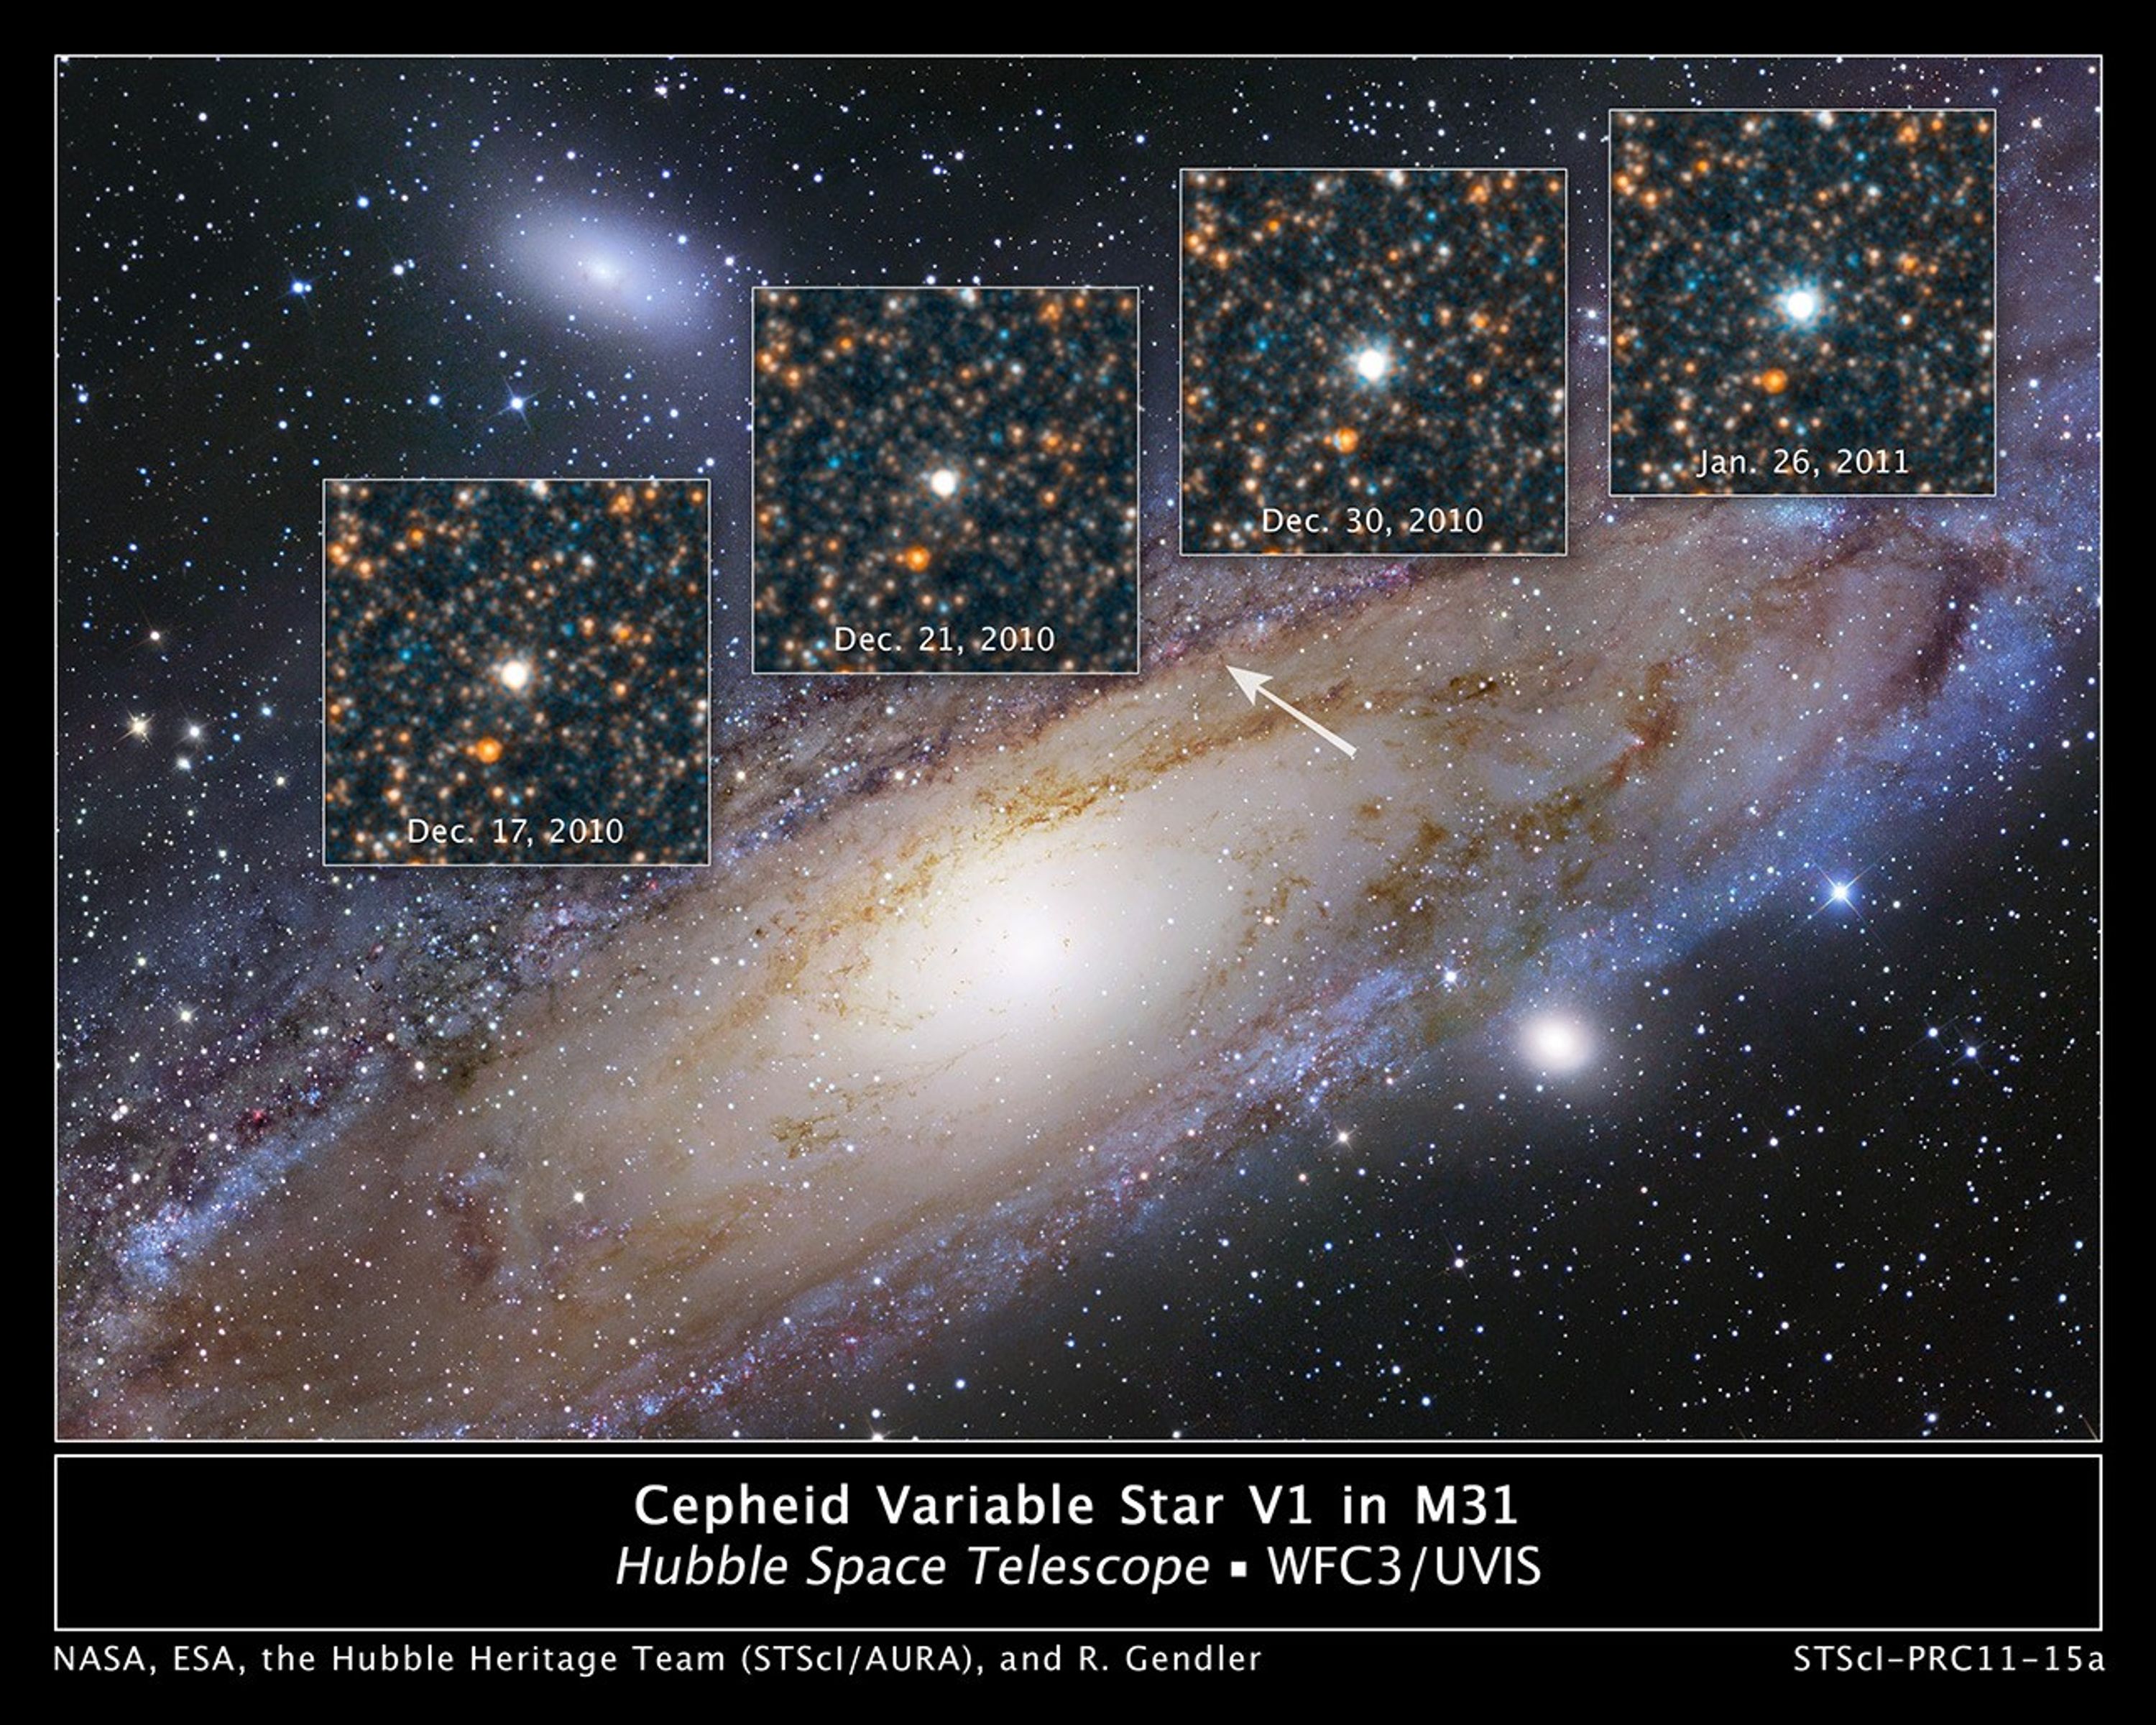 Jan. 26, 2011
Dec. 30, 2010
Dec. 21, 2010
Dec. 17, 2010
Cepheid Variable Star V1 in M31
Hubble Space Telescope ▪ WFC3/UVIS
NASA, ESA, the Hubble Heritage Team (STScI/AURA), and R. Gendler
STScI-PRC11-15a